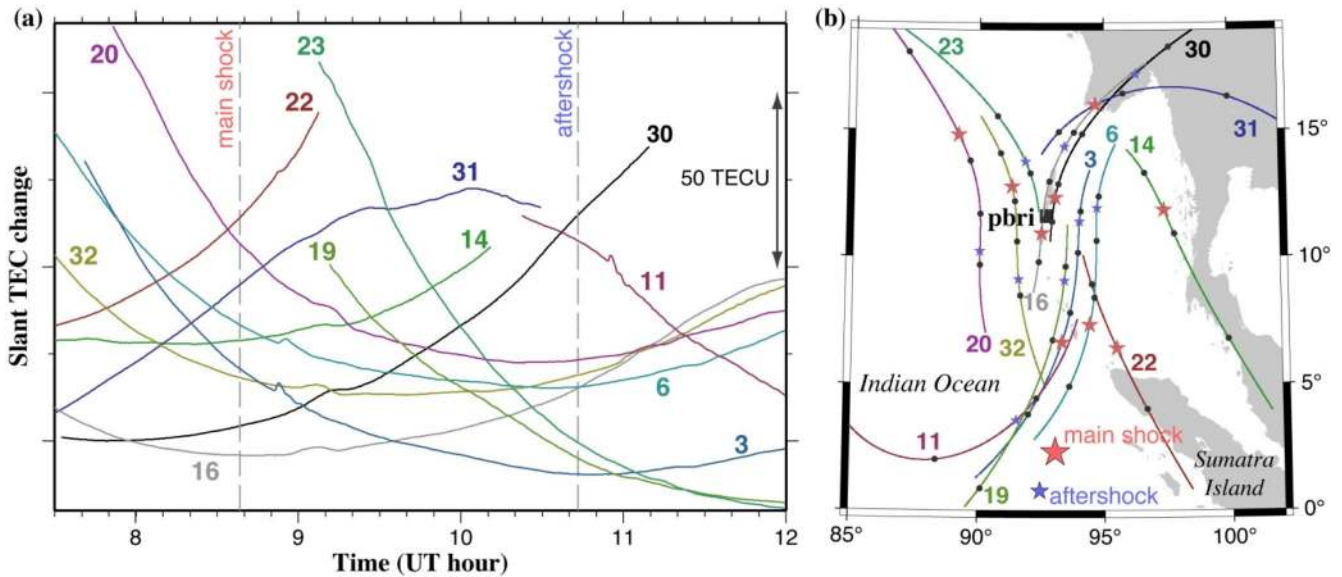 (a)
20
main shock
23
22
aftershock
30
31
50 TECU
32
19
14
11
6
3
16
Slant TEC change
8
9
10
11
12
Time (UT hour)
(b)
23
30
31
15°
6
3
14
pbri
10°
16
20
32
22
5°
Indian Ocean
11
main shock
Sumatra
Island
19
aftershock
0°
85°
90°
95°
100°